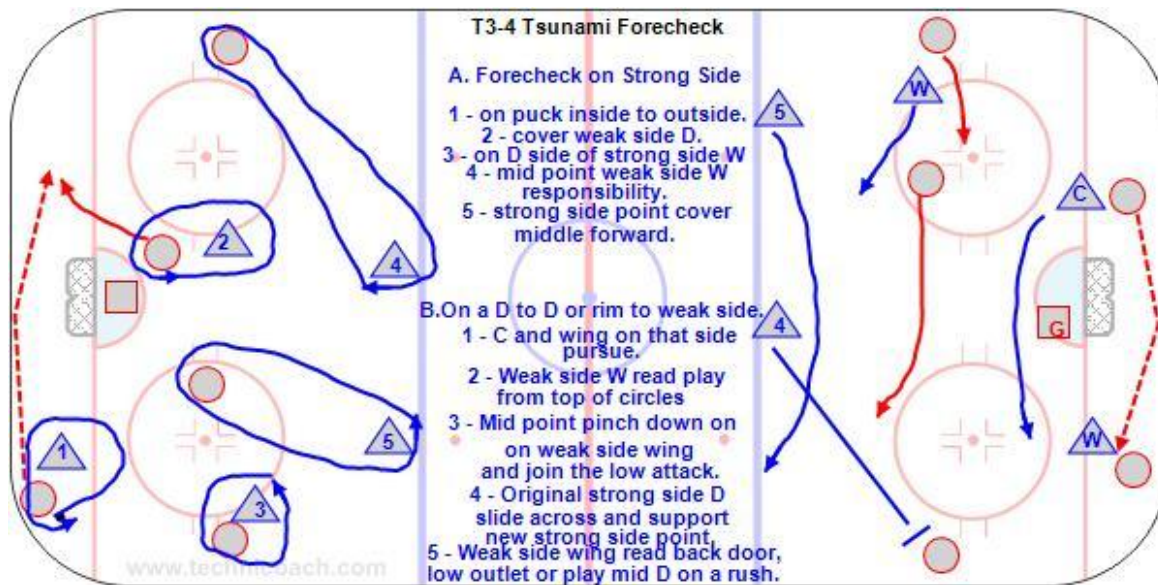 T3-4 Tsunami Forecheck
A. Forecheck on Strong Side
1 - on puck inside to outside.
2 - cover weak side D.
3 - on D side of strong side W
4 - mid point weak side W
responsibility.
5 - strong side point cover
middle forward.
B.On a D to D or rim to weak side.
1 - C and wing on that side
pursue.
2 - Weak side W read play
from top of circles
3 - Mid point pinch down on
on weak side wing
and join the low attack.
4 - Original strong side D
slide across and support
new strong side point,
5 - Weak side wing read back door,
low outlet or play mid D on a rush.
2
4
1
5
3
W
5
C
4
G
W
www.technicoach.com